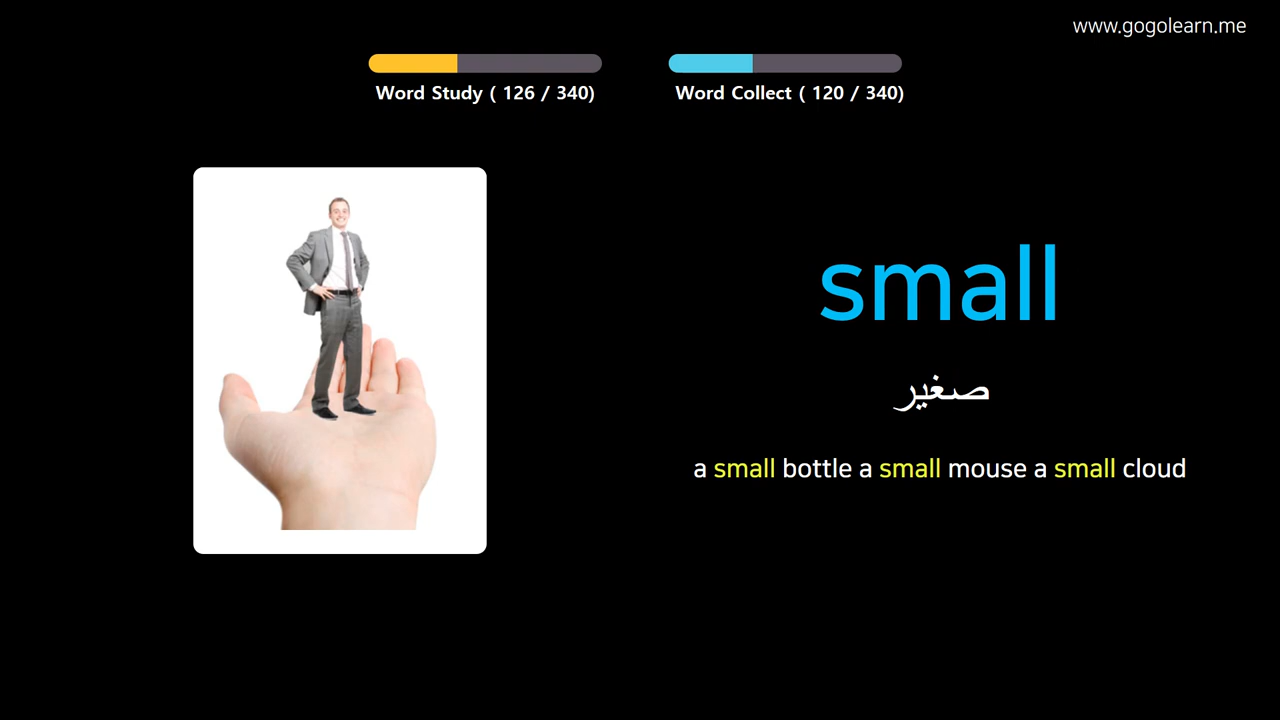 www.gogolearn.me
Word Study ( 126 / 340)
Word Collect ( 120 / 340)
small
صغير
a small bottle a small mouse a small cloud